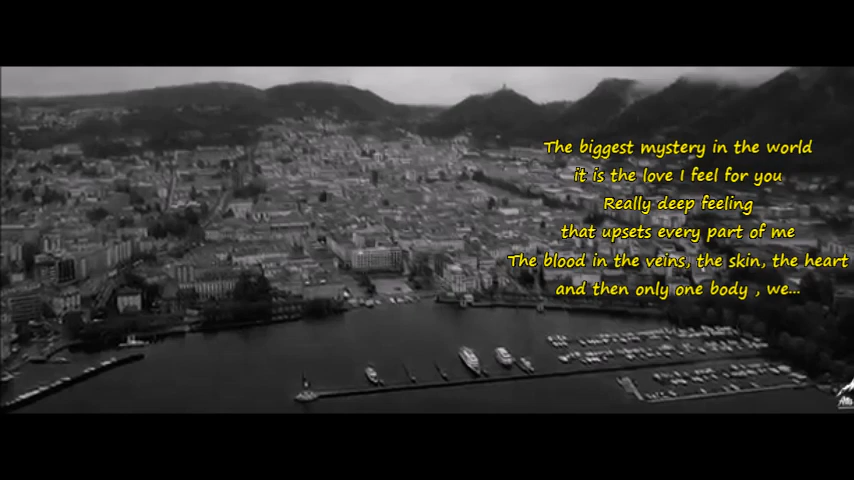 The biggest mystery in the world
it is the love I feel for you
Really deep feeling
that upsets every part of me
The blood in the veins, the skin, the heart
and then only one body , we...